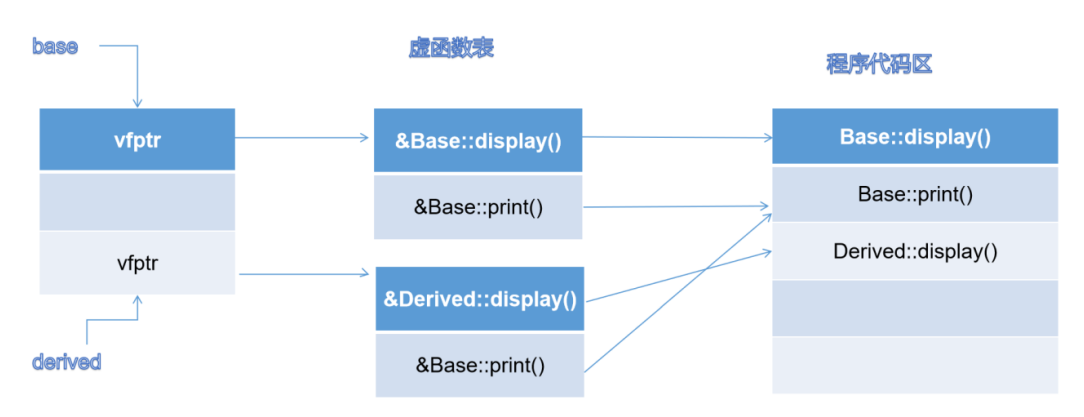 base
虚函数表
程序代码区
vfptr
&Base::display()
Base::display()
&Base::print()
Base::print()
vfptr
Derived::display()
&Derived::display()
&Base::print()
derived